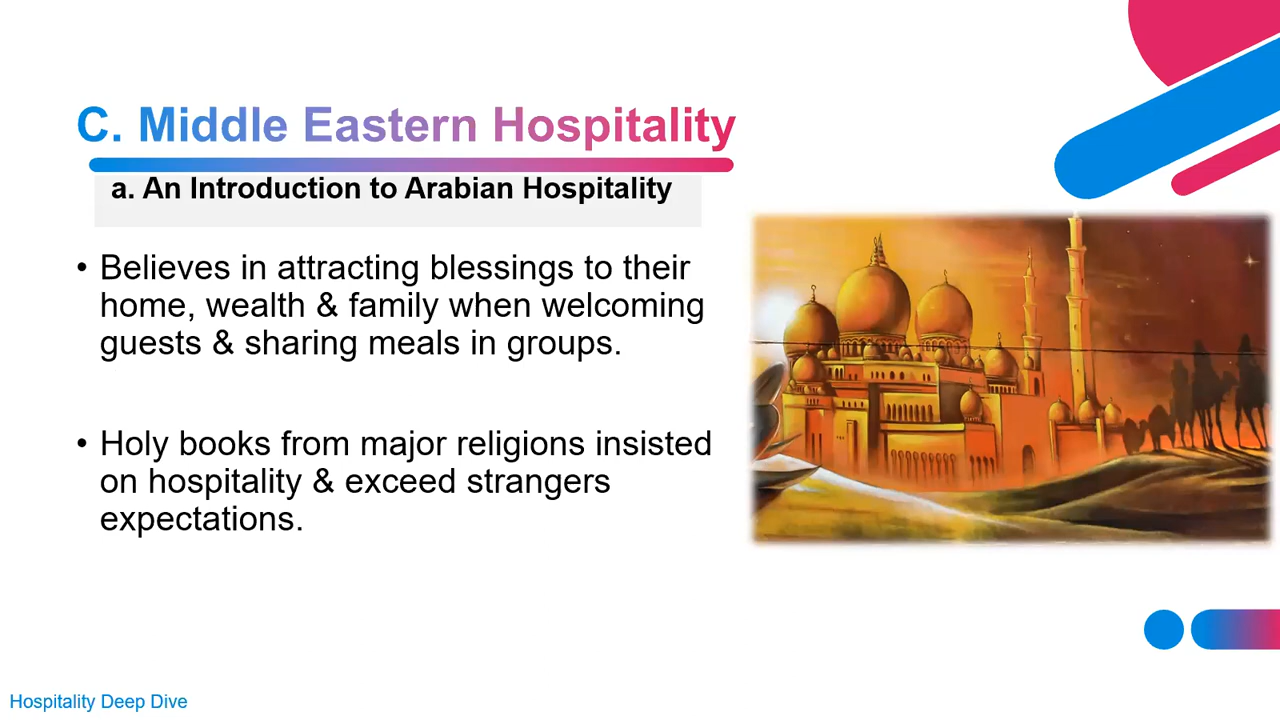 C. Middle Eastern Hospitality
a. An Introduction to Arabian Hospitality
• Believes in attracting blessings to their
home, wealth & family when welcoming
guests & sharing meals in groups.
• Holy books from major religions insisted
on hospitality & exceed strangers
expectations.
Hospitality Deep Dive